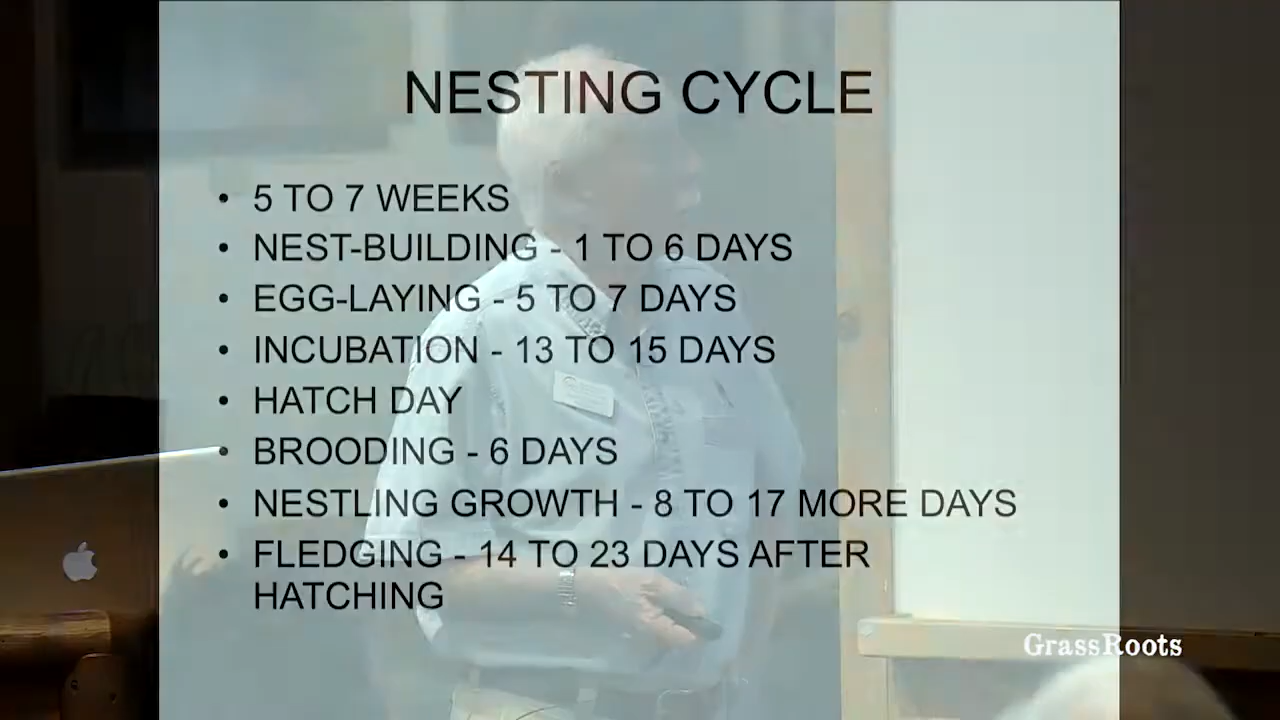 NESTING CYCLE
• 5 TO 7 WEEKS
• NEST-BUILDING - 1 TO 6 DAYS
• EGG-LAYING - 5 TO 7 DAYS
• INCUBATION - 13 TO 15 DAYS
• HATCH DAY
• BROODING - 6 DAYS
• NESTLING GROWTH - 8 TO 17 MORE DAYS
• FLEDGING - 14 TO 23 DAYS AFTER
HATCHING
GrassRoots